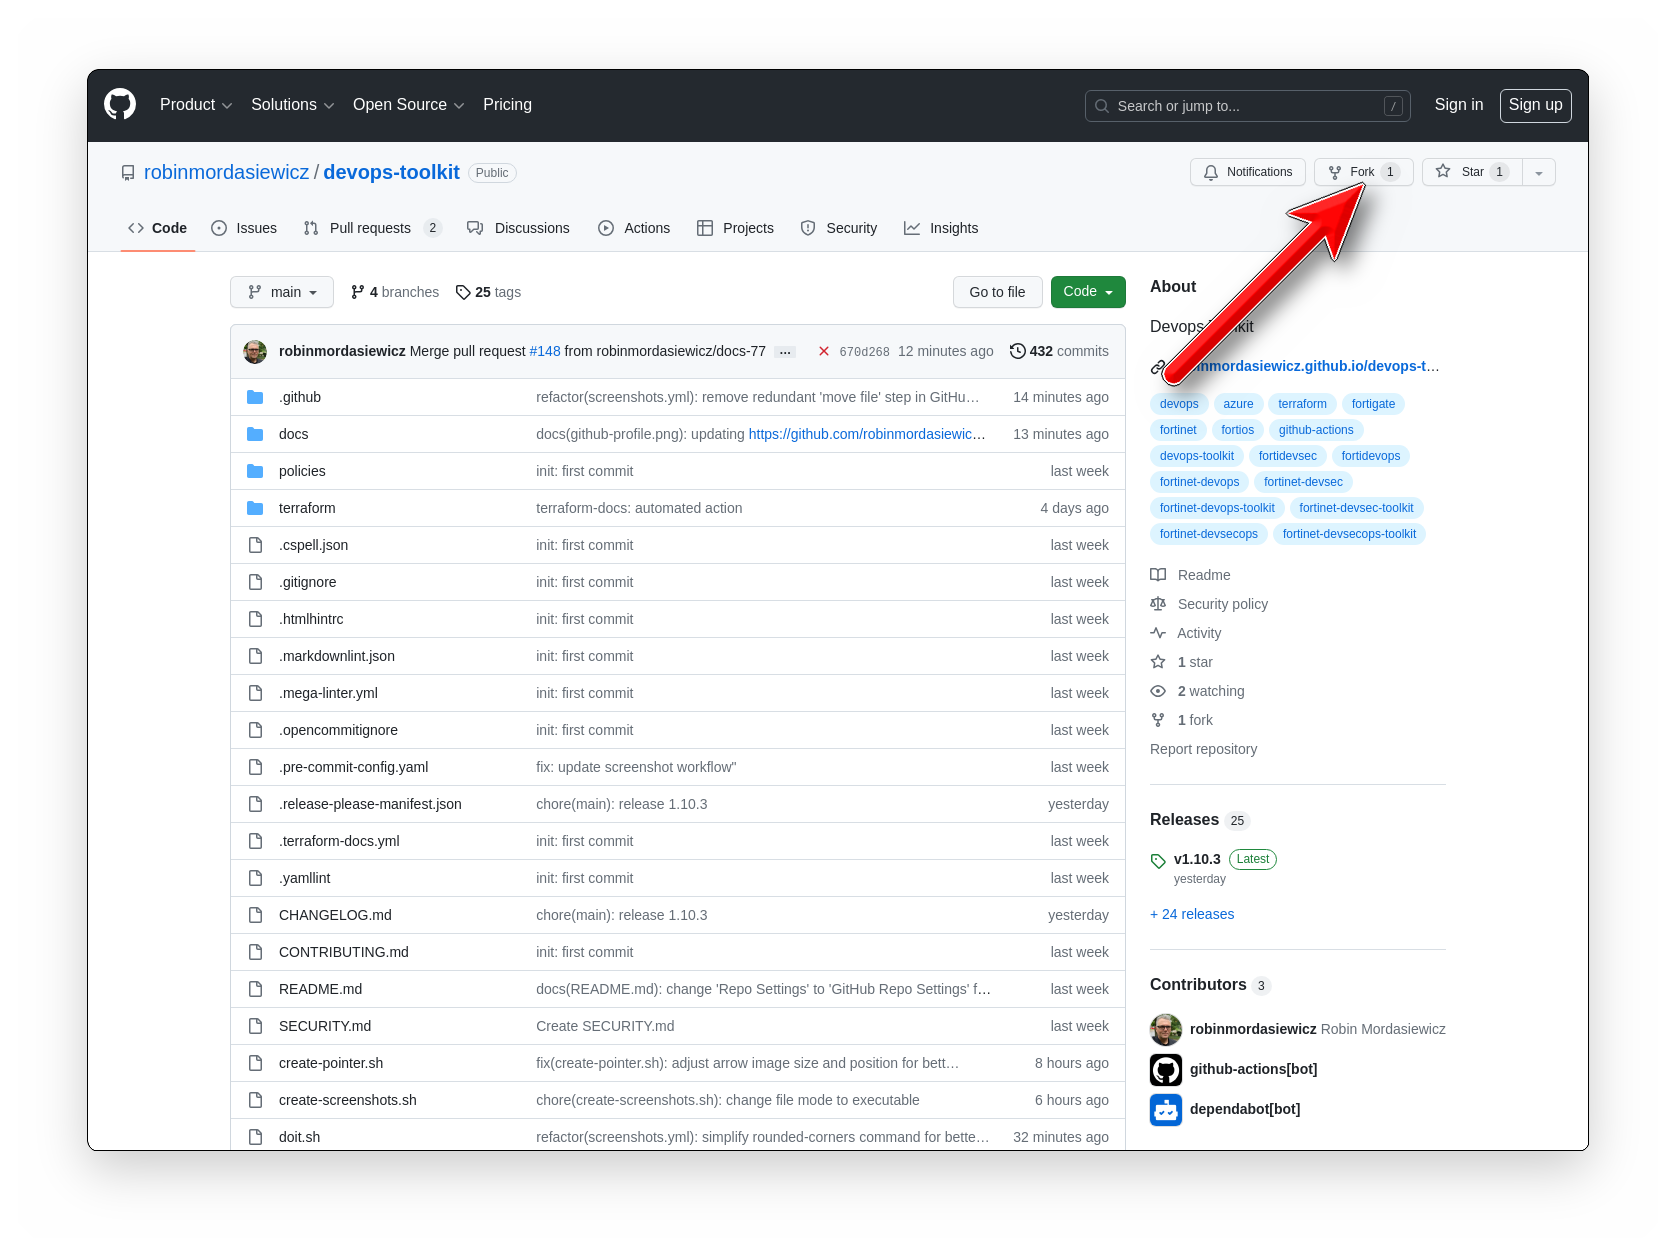 Product Solutions Open Source Pricing Search or jump to... / Sign in Sign up
robinmordasiewicz / devops-toolkit Public Notifications Fork 1 Star 1
Code Issues Pull requests 2 Discussions Actions Projects Security Insights
main 4 branches 25 tags Go to file Code
robinmordasiewicz Merge pull request #148 from robinmordasiewicz/docs-77 ... 670d268 12 minutes ago 432 commits
.github refactor(screenshots.yml): remove redundant 'move file' step in GitHu… 14 minutes ago
docs docs(github-profile.png): updating https://github.com/robinmordasiewic… 13 minutes ago
policies init: first commit last week
terraform terraform-docs: automated action 4 days ago
.cspell.json init: first commit last week
.gitignore init: first commit last week
.htmlhintrc init: first commit last week
.markdownlint.json init: first commit last week
.mega-linter.yml init: first commit last week
.opencommitignore init: first commit last week
.pre-commit-config.yaml fix: update screenshot workflow" last week
.release-please-manifest.json chore(main): release 1.10.3 yesterday
.terraform-docs.yml init: first commit last week
.yamllint init: first commit last week
CHANGELOG.md chore(main): release 1.10.3 yesterday
CONTRIBUTING.md init: first commit last week
README.md docs(README.md): change 'Repo Settings' to 'GitHub Repo Settings' f… last week
SECURITY.md Create SECURITY.md last week
create-pointer.sh fix(create-pointer.sh): adjust arrow image size and position for bett… 8 hours ago
create-screenshots.sh chore(create-screenshots.sh): change file mode to executable 6 hours ago
doit.sh refactor(screenshots.yml): simplify rounded-corners command for bette… 32 minutes ago
About
Devops
inmordasiewicz.github.io/devops-t…
devops azure terraform fortigate
fortinet fortios github-actions
devops-toolkit fortidevsec fortidevops
fortinet-devops fortinet-devsec
fortinet-devops-toolkit fortinet-devsec-toolkit
fortinet-devsecops fortinet-devsecops-toolkit
Readme
Security policy
Activity
1 star
2 watching
1 fork
Report repository
Releases 25
v1.10.3 Latest
yesterday
+ 24 releases
Contributors 3
robinmordasiewicz Robin Mordasiewicz
github-actions[bot]
dependabot[bot]